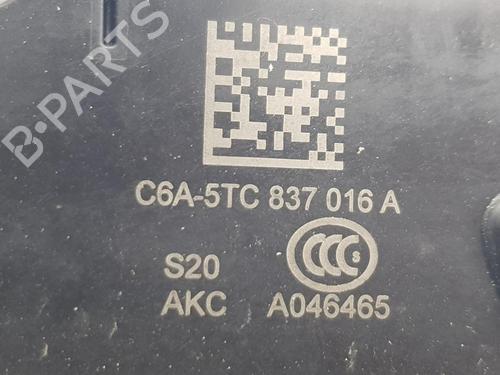 B-PARTS
C6A-5TC 837 016 A
CCC S
S20
AKC A046465